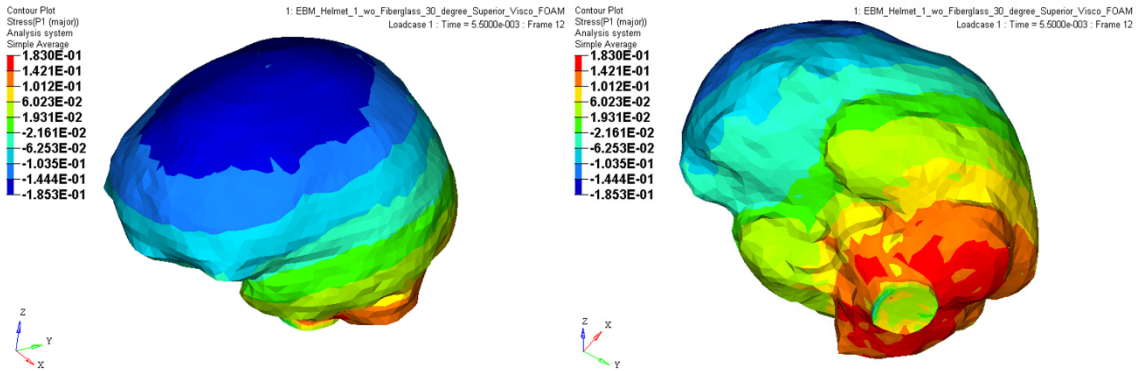 Contour Plot
Stress(P1 (major))
Analysis system
Simple Average
1.830E-01
1.421E-01
1.012E-01
6.023E-02
1.931E-02
-2.161E-02
-6.253E-02
-1.035E-01
-1.444E-01
-1.853E-01
1: EBM_Helmet_1_wo_Fiberglass_30_degree_Superior_Visco_FOAM
Loadcase 1 : Time = 5.5000e-003 : Frame 12
Z
Y
X
Contour Plot
Stress(P1 (major))
Analysis system
Simple Average
1.830E-01
1.421E-01
1.012E-01
6.023E-02
1.931E-02
-2.161E-02
-6.253E-02
-1.035E-01
-1.444E-01
-1.853E-01
1: EBM_Helmet_1_wo_Fiberglass_30_degree_Superior_Visco_FOAM
Loadcase 1 : Time = 5.5000e-003 : Frame 12
Z
X
Y